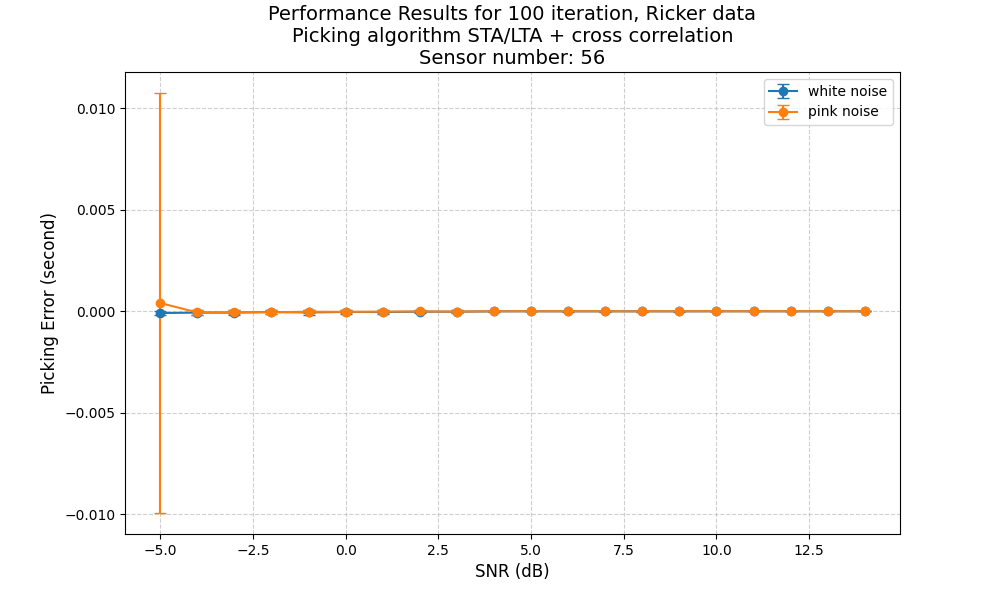 Performance Results for 100 iteration, Ricker data
Picking algorithm STA/LTA + cross correlation
Sensor number: 56
white noise
pink noise
0.010
0.005
0.000
−0.005
−0.010
Picking Error (second)
−5.0 −2.5 0.0 2.5 5.0 7.5 10.0 12.5
SNR (dB)